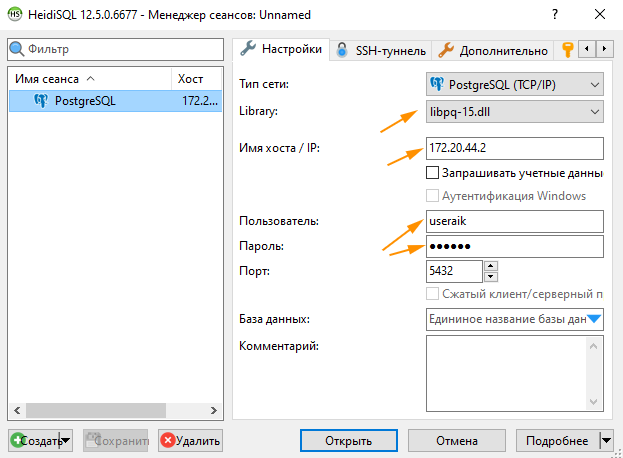 HeidiSQL 12.5.0.6677 - Менеджер сеансов: Unnamed
Фильтр
Имя сеанса Хост
PostgreSQL 172.2...
Настройки SSH-туннель Дополнительно
Тип сети: PostgreSQL (TCP/IP)
Library: libpq-15.dll
Имя хоста / IP: 172.20.44.2
Запрашивать учетные данные
Аутентификация Windows
Пользователь: useraik
Пароль: ●●●●●●
Порт: 5432
Сжатый клиент/серверный п
База данных: Едининое название базы дан
Комментарий:
Создать Сохранить Удалить Открыть Отмена Подробнее